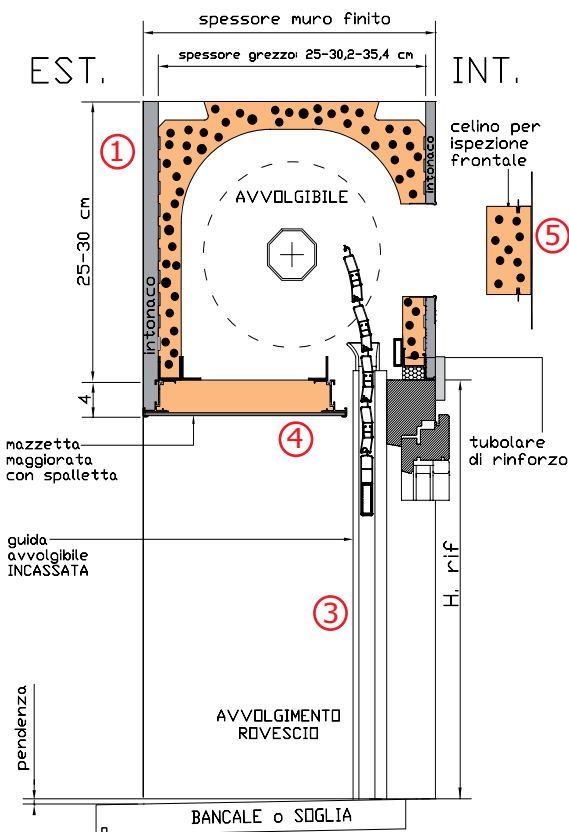 spessore muro finito
spessore grezzo: 25-30,2-35,4 cm
EST.
INT.
1
celino per
ispezione
frontale
intonaco
AVVOLGIBILE
5
25-30 cm
intonaco
4
4
mazzetta
maggiorata
con spalletta
tubolare
di rinforzo
guida
avvolgibile
INCASSATA
3
H. rif
pendenza
AVVOLGIMENTO
ROVESCIO
BANCALE o SOGLIA